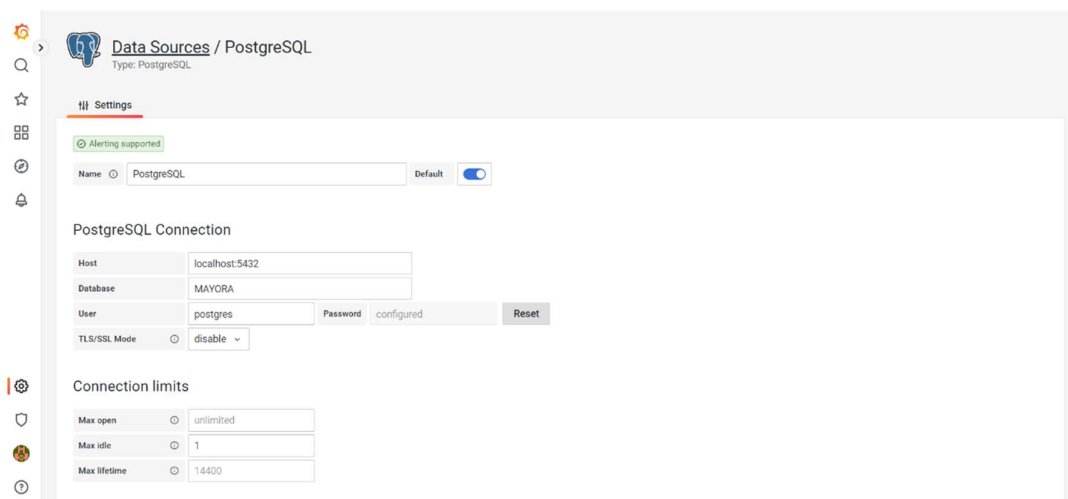 Data Sources / PostgreSQL
Type: PostgreSQL
Settings
Alerting supported
Name PostgreSQL Default
PostgreSQL Connection
Host localhost:5432
Database MAYORA
User postgres Password configured Reset
TLS/SSL Mode disable
Connection limits
Max open unlimited
Max idle 1
Max lifetime 14400